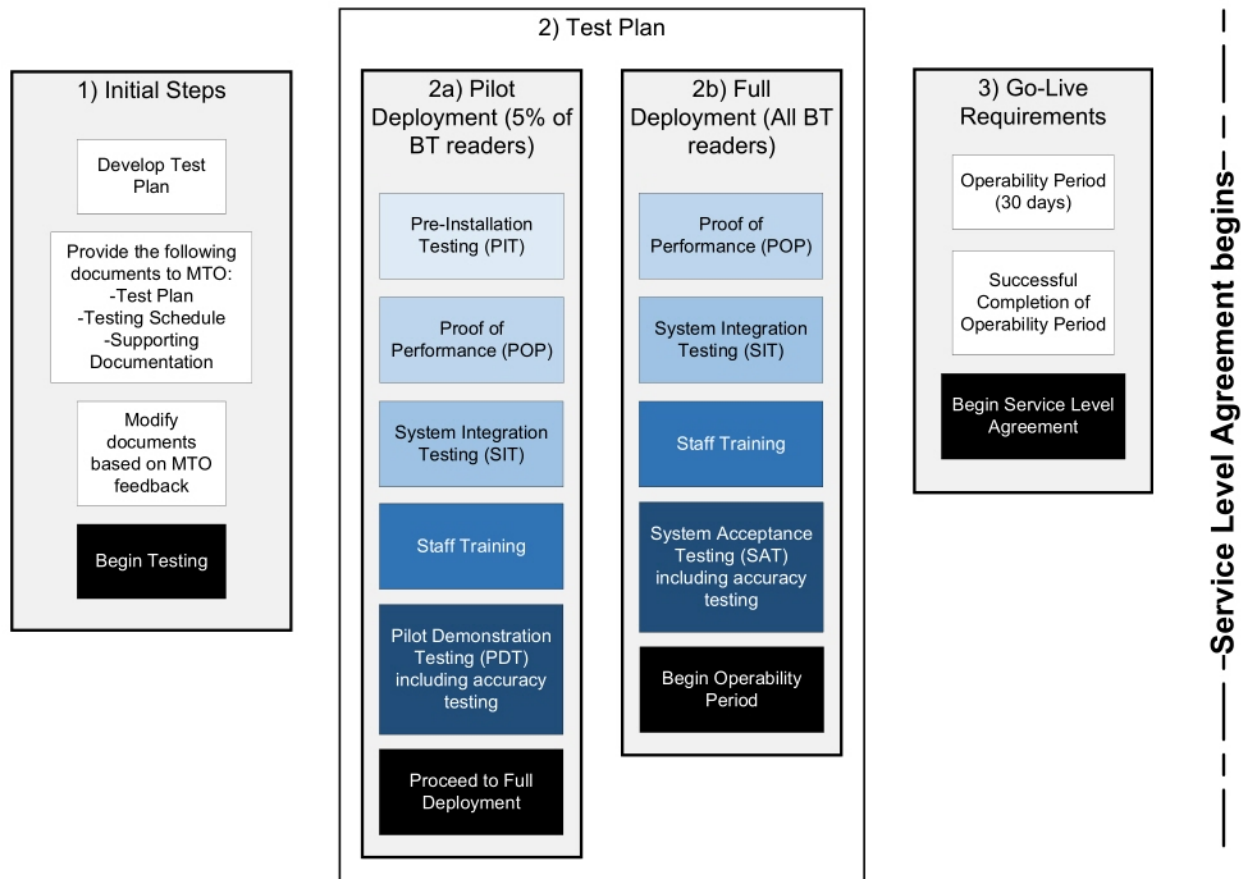 1) Initial Steps
Develop Test
Plan
Provide the following
documents to MTO:
-Test Plan
-Testing Schedule
-Supporting
Documentation
Modify
documents
based on MTO
feedback
Begin Testing
2) Test Plan
2a) Pilot
Deployment (5% of
BT readers)
Pre-Installation
Testing (PIT)
Proof of
Performance (POP)
System Integration
Testing (SIT)
Staff Training
Pilot Demonstration
Testing (PDT)
including accuracy
testing
Proceed to Full
Deployment
2b) Full
Deployment (All BT
readers)
Proof of
Performance (POP)
System Integration
Testing (SIT)
Staff Training
System Acceptance
Testing (SAT)
including accuracy
testing
Begin Operability
Period
3) Go-Live
Requirements
Operability Period
(30 days)
Successful
Completion of
Operability Period
Begin Service Level
Agreement
Service Level Agreement begins